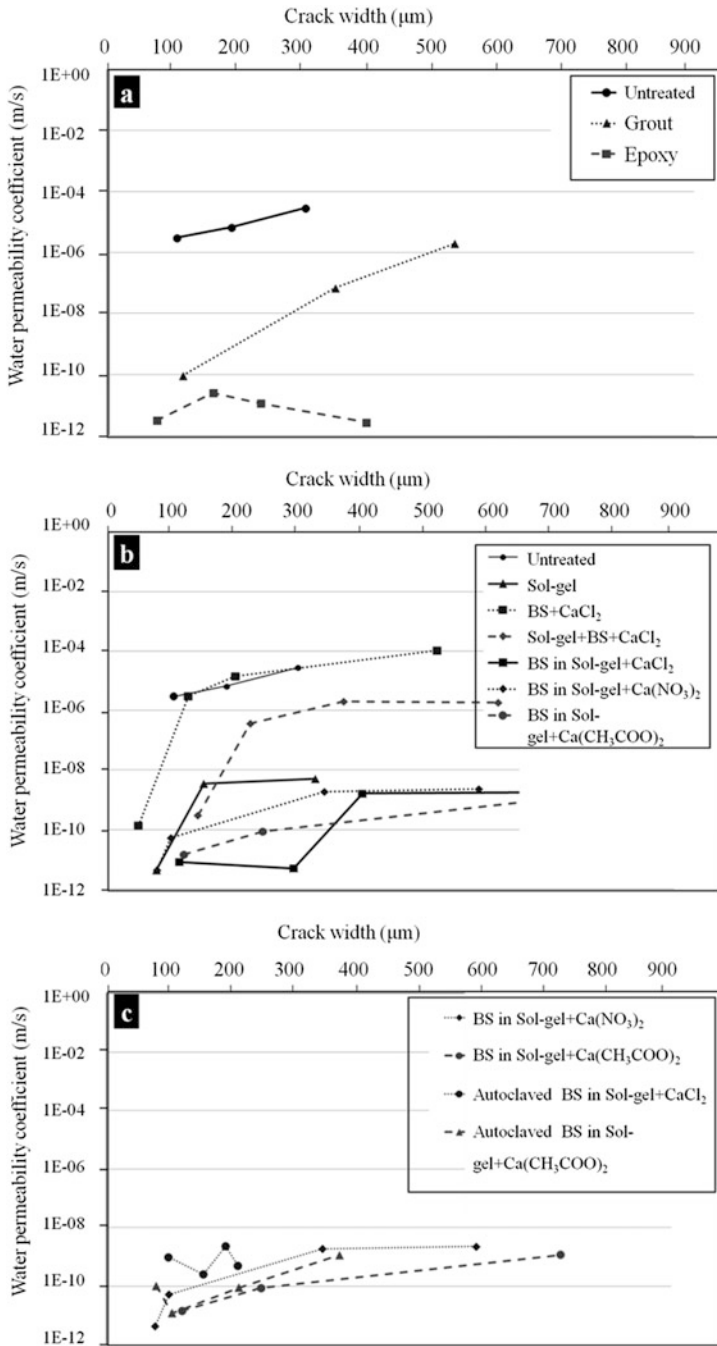 Crack width (μm)
0 100 200 300 400 500 600 700 800 900
1E+00
a
Untreated
1E-02
Grout
Epoxy
1E-04
1E-06
1E-08
1E-10
1E-12
Water permeability coefficient (m/s)
Crack width (μm)
0 100 200 300 400 500 600 700 800 900
1E+00
b
Untreated
Sol-gel
1E-02
BS+CaCl₂
Sol-gel+BS+CaCl₂
1E-04
BS in Sol-gel+CaCl₂
BS in Sol-gel+Ca(NO₃)₂
1E-06
BS in Sol-
gel+Ca(CH₃COO)₂
1E-08
1E-10
1E-12
Water permeability coefficient (m/s)
Crack width (μm)
0 100 200 300 400 500 600 700 800 900
1E+00
c
BS in Sol-gel+Ca(NO₃)₂
1E-02
BS in Sol-gel+Ca(CH₃COO)₂
Autoclaved BS in Sol-gel+CaCl₂
1E-04
Autoclaved BS in Sol-
gel+Ca(CH₃COO)₂
1E-06
1E-08
1E-10
1E-12
Water permeability coefficient (m/s)